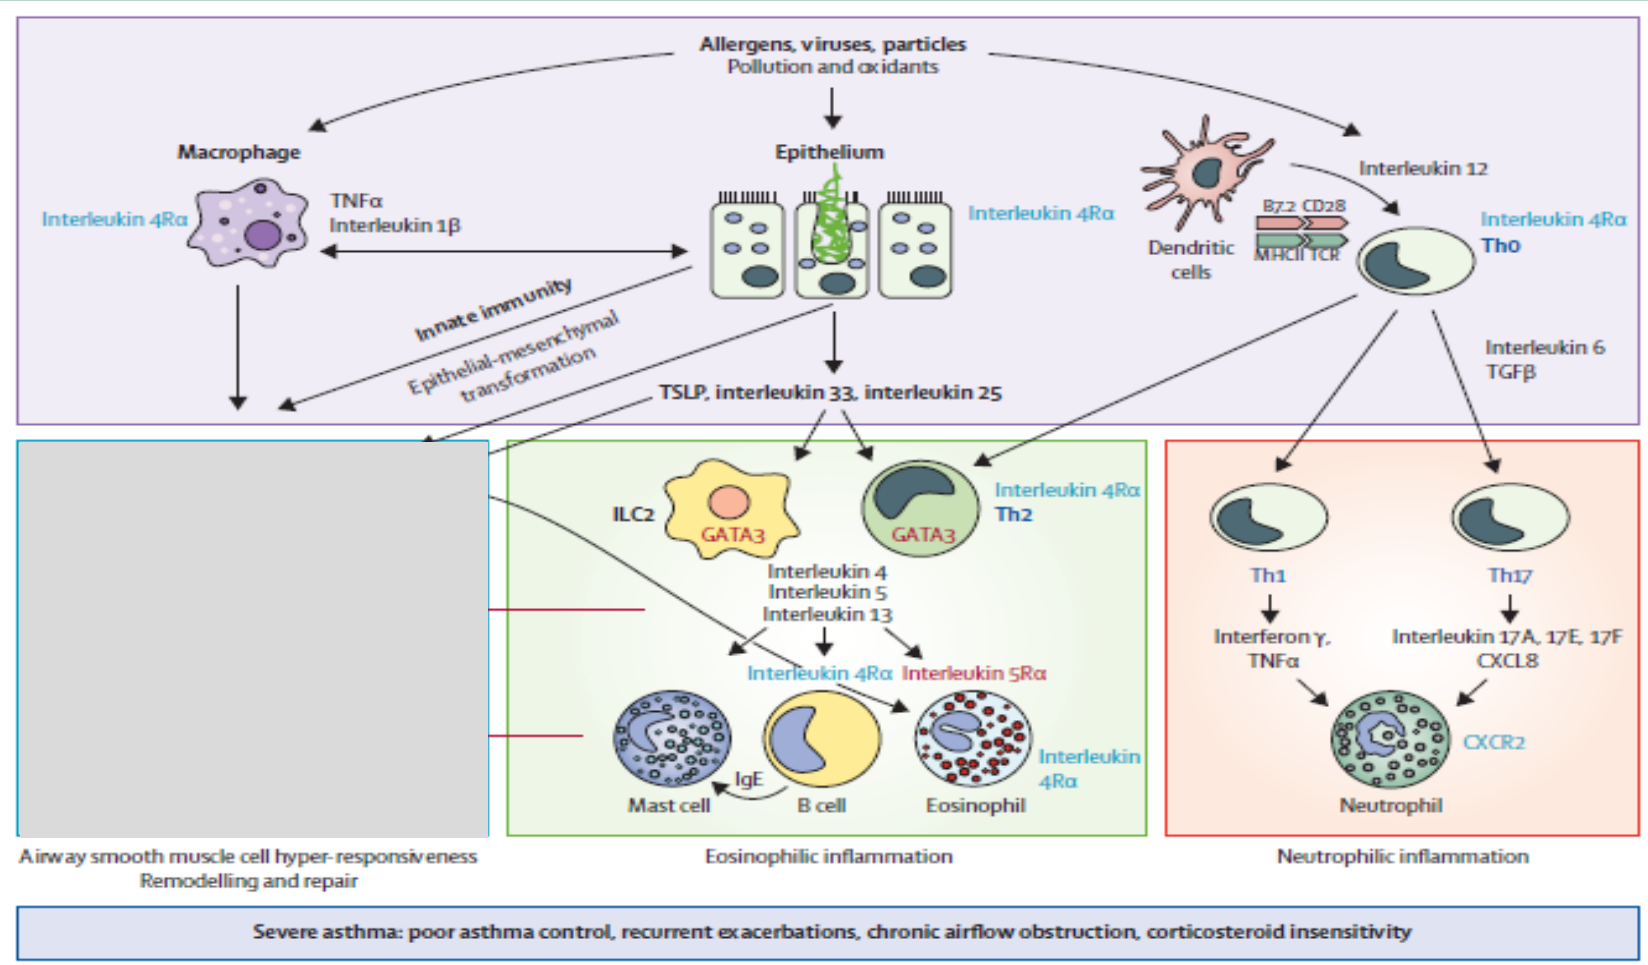 Allergens, viruses, particles
Pollution and oxidants
Macrophage
Epithelium
Interleukin 12
TNFα
Interleukin 1β
Interleukin 4Rα
Interleukin 4Rα
B7.2 CD28
MHCII TCR
Dendritic
cells
Interleukin 4Rα
Th0
Innate immunity
Epithelial-mesenchymal
transformation
Interleukin 6
TGFβ
TSLP, interleukin 33, interleukin 25
ILC2
GATA3
GATA3
Interleukin 4Rα
Th2
Interleukin 4
Interleukin 5
Interleukin 13
Interleukin 4Rα
Interleukin 5Rα
Interleukin
4Rα
IgE
Mast cell
B cell
Eosinophil
Th1
Th17
Interferon γ,
TNFα
Interleukin 17A, 17E, 17F
CXCL8
CXCR2
Neutrophil
Airway smooth muscle cell hyper-responsiveness
Remodelling and repair
Eosinophilic inflammation
Neutrophilic inflammation
Severe asthma: poor asthma control, recurrent exacerbations, chronic airflow obstruction, corticosteroid insensitivity